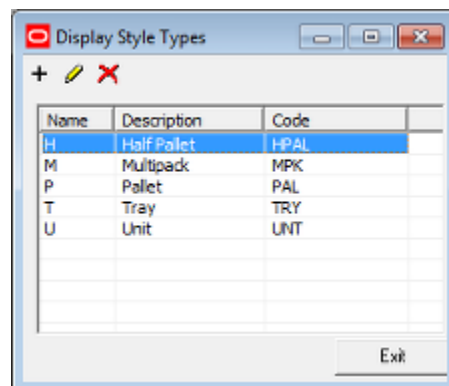 Display Style Types
Name Description Code
H Half Pallet HPAL
M Multipack MPK
P Pallet PAL
T Tray TRY
U Unit UNT
Exit